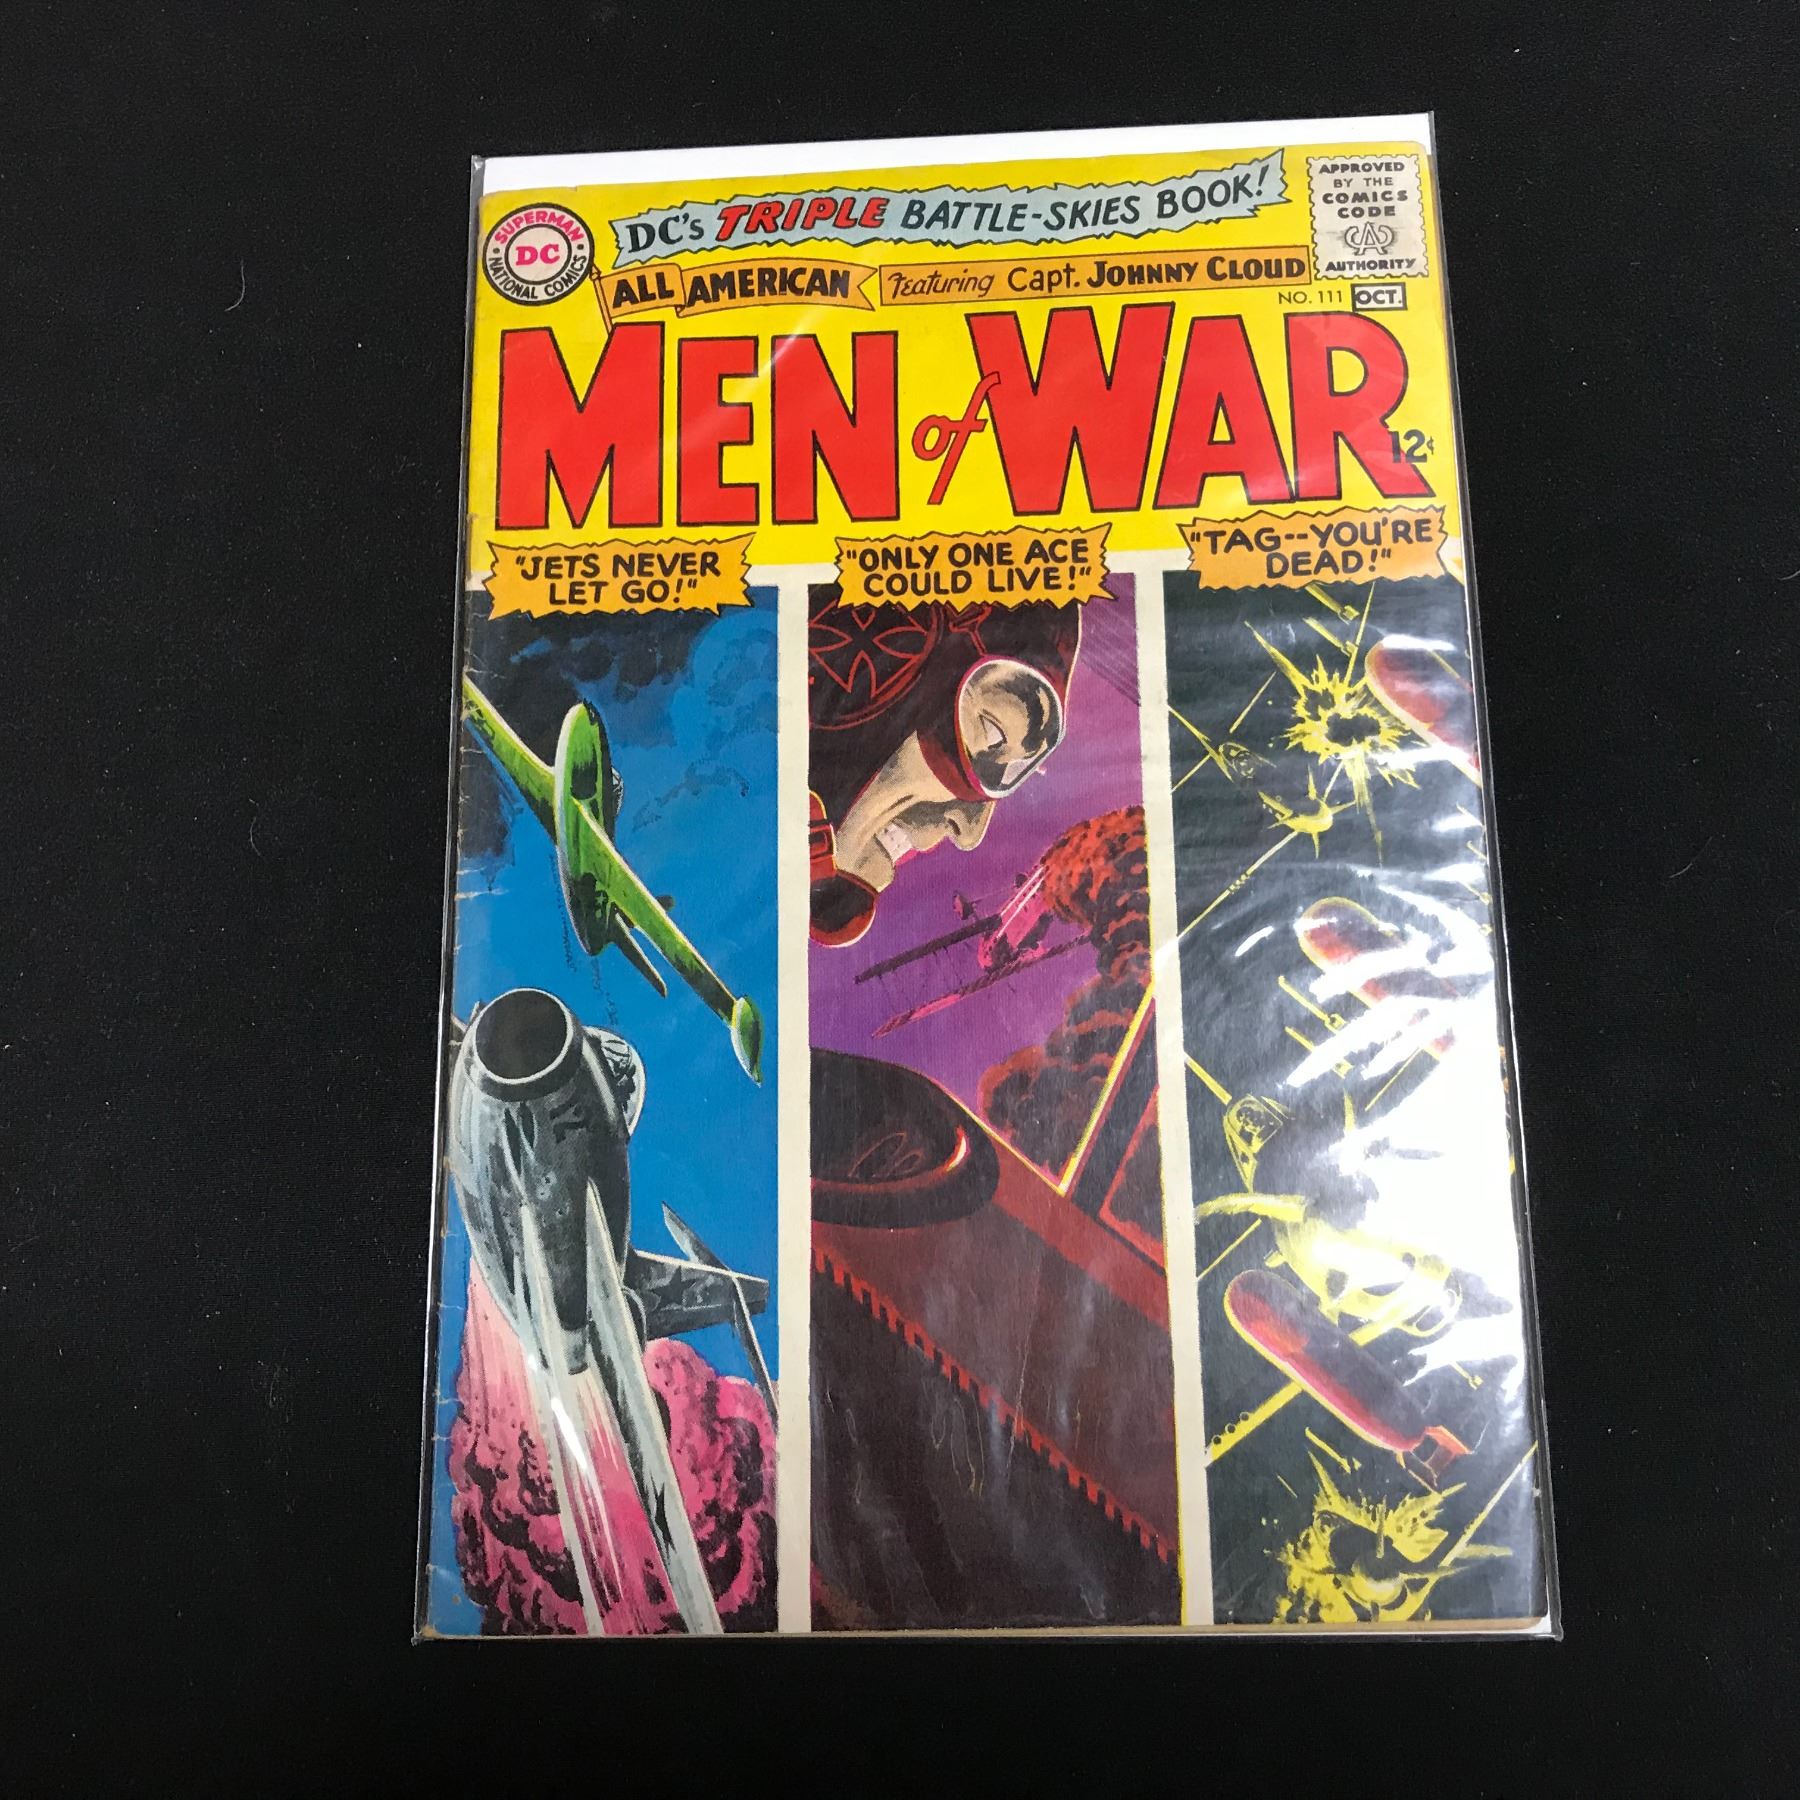 SUPERMAN
DC
NATIONAL COMICS
DC's TRIPLE BATTLE-SKIES BOOK!
APPROVED
BY THE
COMICS
CODE
CA
AUTHORITY
ALL AMERICAN
Featuring Capt. JOHNNY CLOUD
NO. 111 OCT.
MEN of WAR
12¢
"JETS NEVER
LET GO!"
"ONLY ONE ACE
COULD LIVE!"
"TAG--YOU'RE
DEAD!"